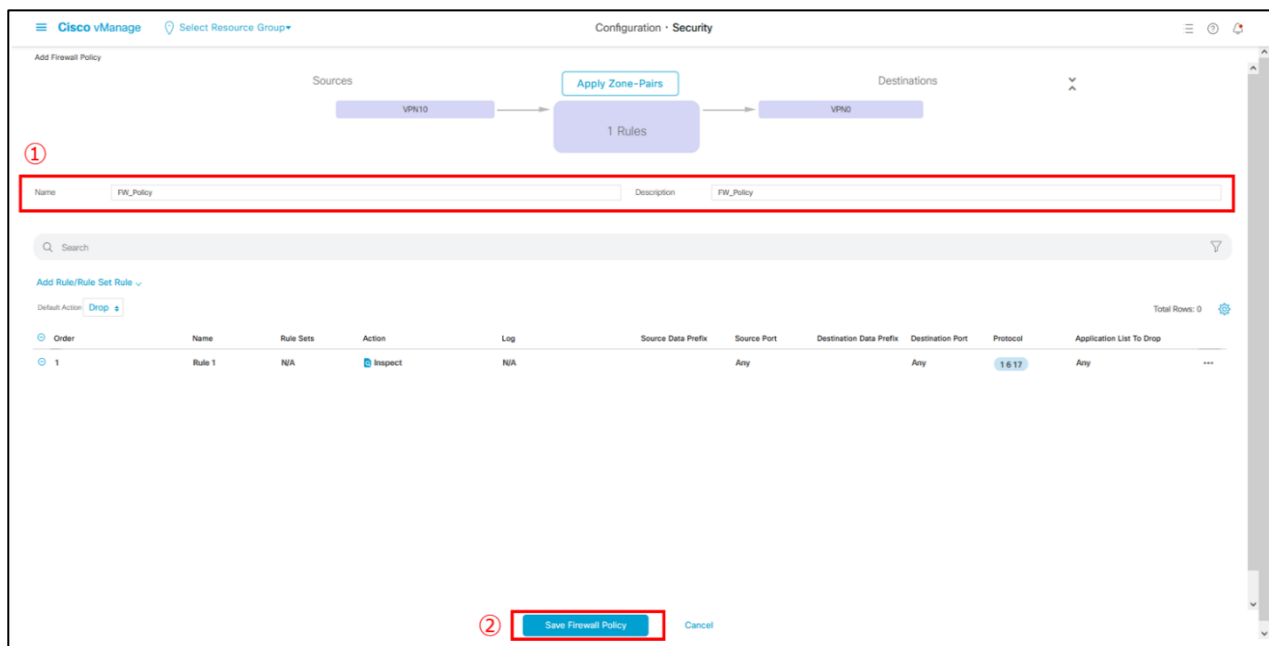 Cisco vManage Select Resource Group▾ Configuration · Security
Add Firewall Policy
Sources Apply Zone-Pairs Destinations
VPN10 VPN0
1 Rules
①
Name FW_Policy Description FW_Policy
Search
Add Rule/Rule Set Rule
Default Action Drop Total Rows: 0
Order Name Rule Sets Action Log Source Data Prefix Source Port Destination Data Prefix Destination Port Protocol Application List To Drop
1 Rule 1 N/A Inspect N/A Any Any 1 6 17 Any ...
② Save Firewall Policy Cancel